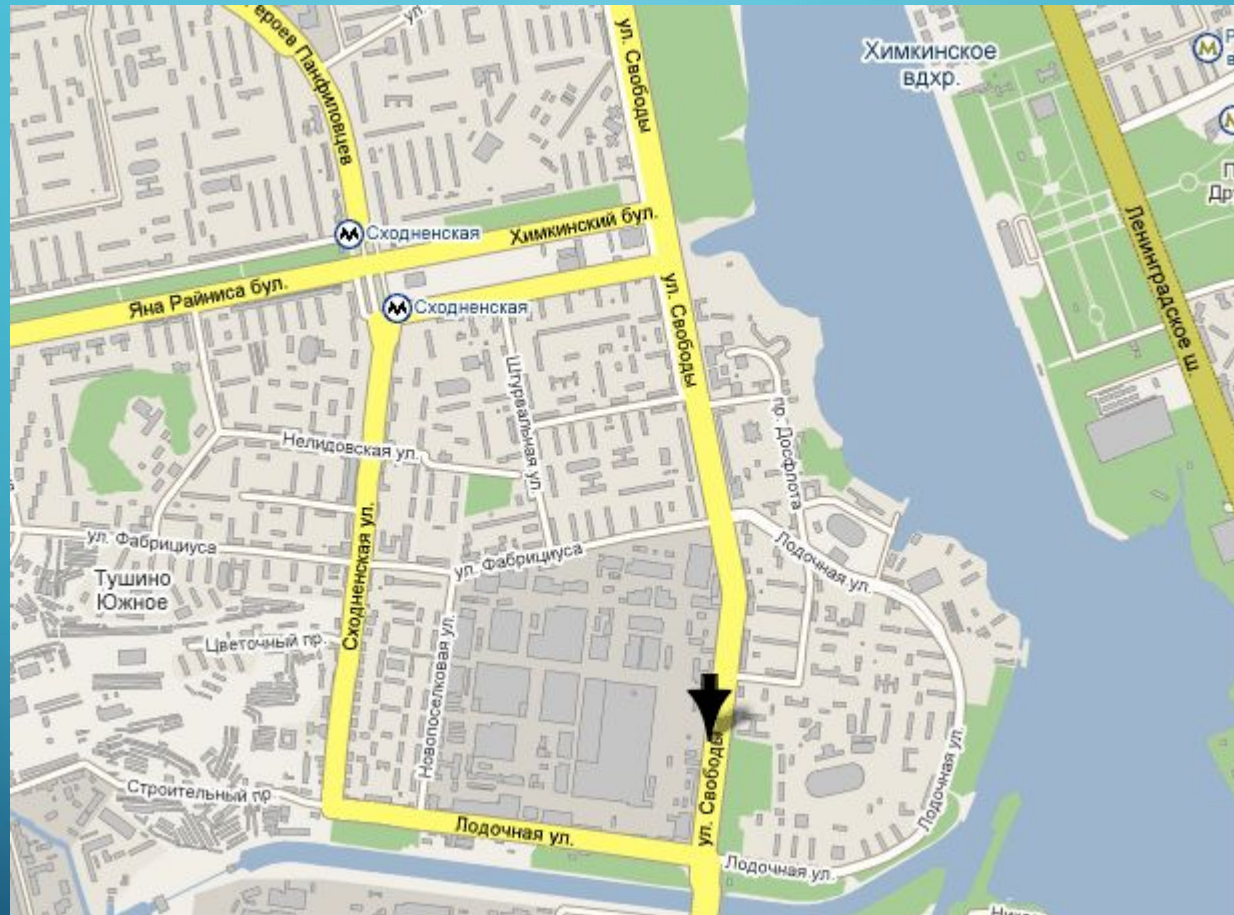 Героев Панфиловцев
ул.
ул. Свободы
Химкинское
вдхр.
Сходненская
Химкинский бул.
Яна Райниса бул.
Сходненская
ул. Свободы
Ленинградское ш.
Штурвальная ул.
пр. Досфлота
Нелидовская ул.
Сходненская ул.
ул. Фабрициуса
ул. Фабрициуса
Лодочная ул.
Тушино
Южное
Цветочный пр.
Новопоселковая ул.
ул. Свободы
Строительный пр.
Лодочная ул.
Лодочная ул.
Лодочная ул.